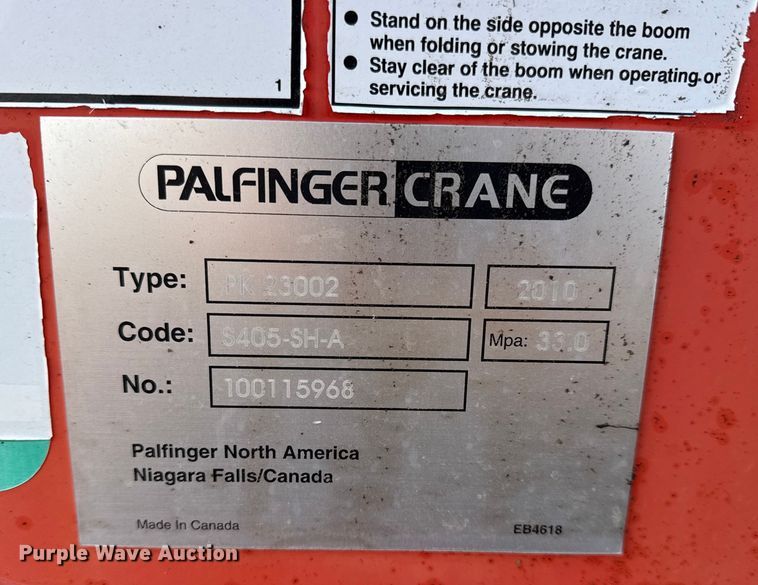 ● Stand on the side opposite the boom
when folding or stowing the crane.
● Stay clear of the boom when operating or
servicing the crane.
1
PALFINGER CRANE
Type: PK 23002 2010
Code: S405-SH-A Mpa: 33.0
No.: 100115968
Palfinger North America
Niagara Falls/Canada
Made In Canada EB4618
Purple Wave Auction